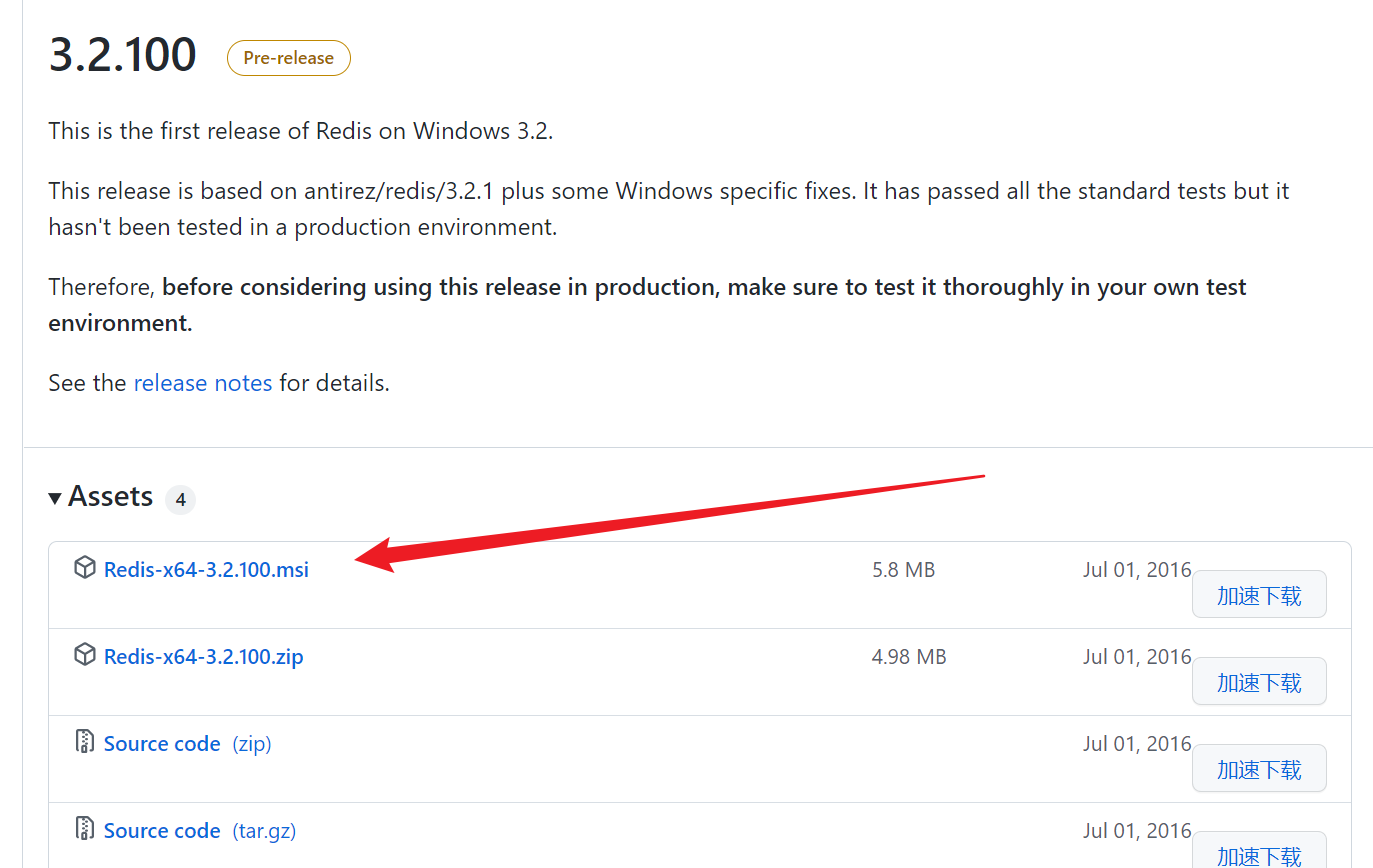 3.2.100 Pre-release
This is the first release of Redis on Windows 3.2.
This release is based on antirez/redis/3.2.1 plus some Windows specific fixes. It has passed all the standard tests but it
hasn't been tested in a production environment.
Therefore, before considering using this release in production, make sure to test it thoroughly in your own test
environment.
See the release notes for details.
Assets 4
Redis-x64-3.2.100.msi 5.8 MB Jul 01, 2016 加速下载
Redis-x64-3.2.100.zip 4.98 MB Jul 01, 2016 加速下载
Source code (zip) Jul 01, 2016 加速下载
Source code (tar.gz) Jul 01, 2016 加速下载